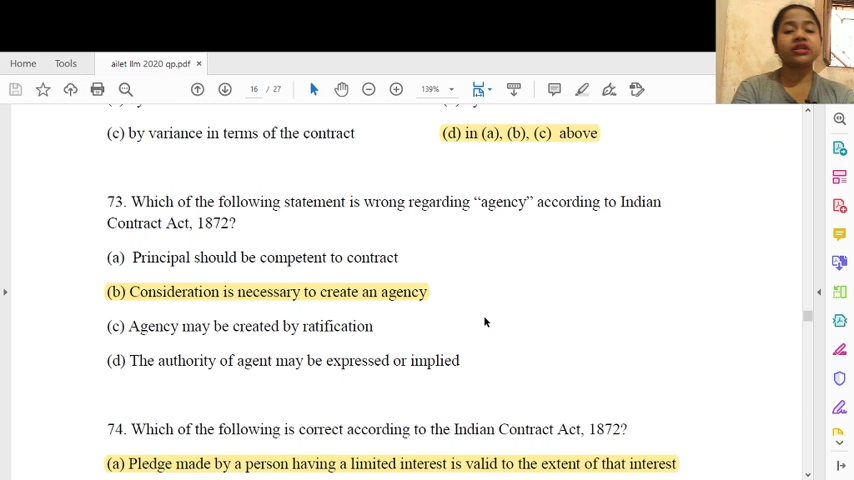 Home Tools ailet llm 2020 qp.pdf ×
16 / 27 139%
(c) by variance in terms of the contract (d) in (a), (b), (c) above
73. Which of the following statement is wrong regarding “agency” according to Indian
Contract Act, 1872?
(a) Principal should be competent to contract
(b) Consideration is necessary to create an agency
(c) Agency may be created by ratification
(d) The authority of agent may be expressed or implied
74. Which of the following is correct according to the Indian Contract Act, 1872?
(a) Pledge made by a person having a limited interest is valid to the extent of that interest